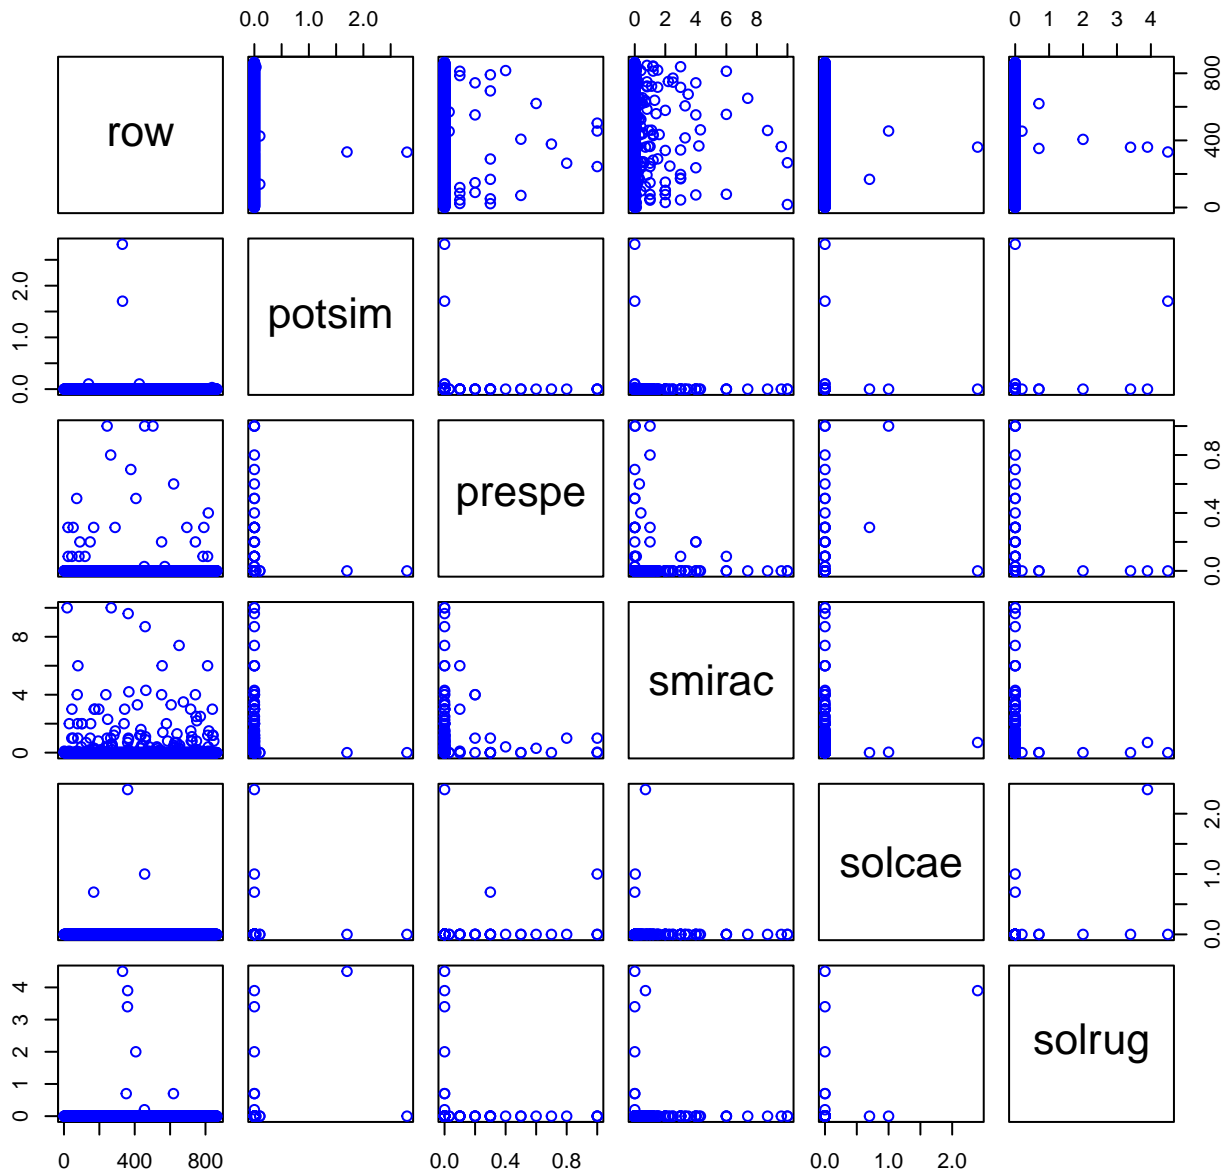 0.0 1.0 2.0 0 2 4 6 8 0 1 2 3 4
row 0 400 800
0.0 1.0 2.0 potsim
prespe 0.0 0.4 0.8
0 4 8 smirac
solcae 0.0 1.0 2.0
0 1 2 3 4 solrug
0 400 800 0.0 0.4 0.8 0.0 1.0 2.0